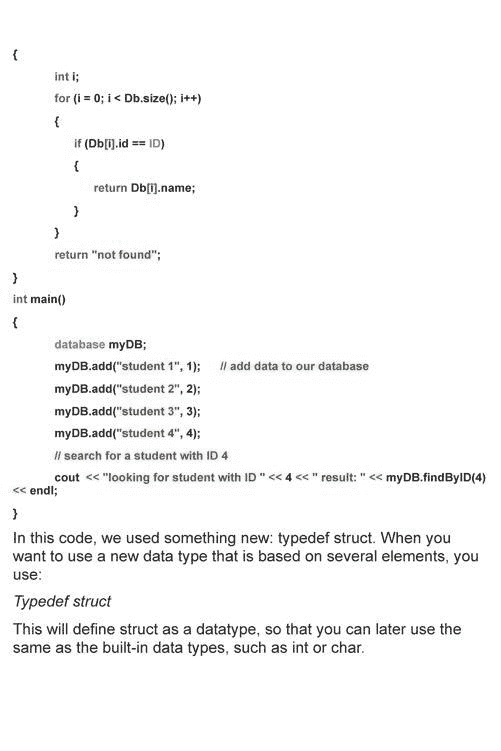 {
int i;
for (i = 0; i < Db.size(); i++)
{
if (Db[i].id == ID)
{
return Db[i].name;
}
}
return "not found";
}
int main()
{
database myDB;
myDB.add("student 1", 1); // add data to our database
myDB.add("student 2", 2);
myDB.add("student 3", 3);
myDB.add("student 4", 4);
// search for a student with ID 4
cout << "looking for student with ID " << 4 << " result: " << myDB.findByID(4)
<< endl;
}
In this code, we used something new: typedef struct. When you
want to use a new data type that is based on several elements, you
use:
Typedef struct
This will define struct as a datatype, so that you can later use the
same as the built-in data types, such as int or char.